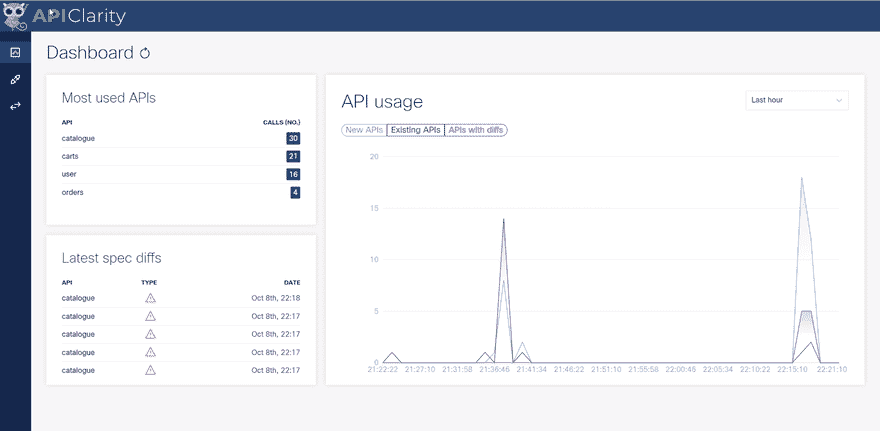 APIClarity
Dashboard
Most used APIs
API CALLS (NO.)
catalogue 30
carts 21
user 16
orders 4
Latest spec diffs
API TYPE DATE
catalogue Oct 8th, 22:18
catalogue Oct 8th, 22:17
catalogue Oct 8th, 22:17
catalogue Oct 8th, 22:17
catalogue Oct 8th, 22:17
API usage
Last hour
New APIs Existing APIs APIs with diffs
20
15
10
5
0
21:22:22 21:27:10 21:31:58 21:36:46 21:41:34 21:46:22 21:51:10 21:55:58 22:00:46 22:05:34 22:10:22 22:15:10 22:21:10